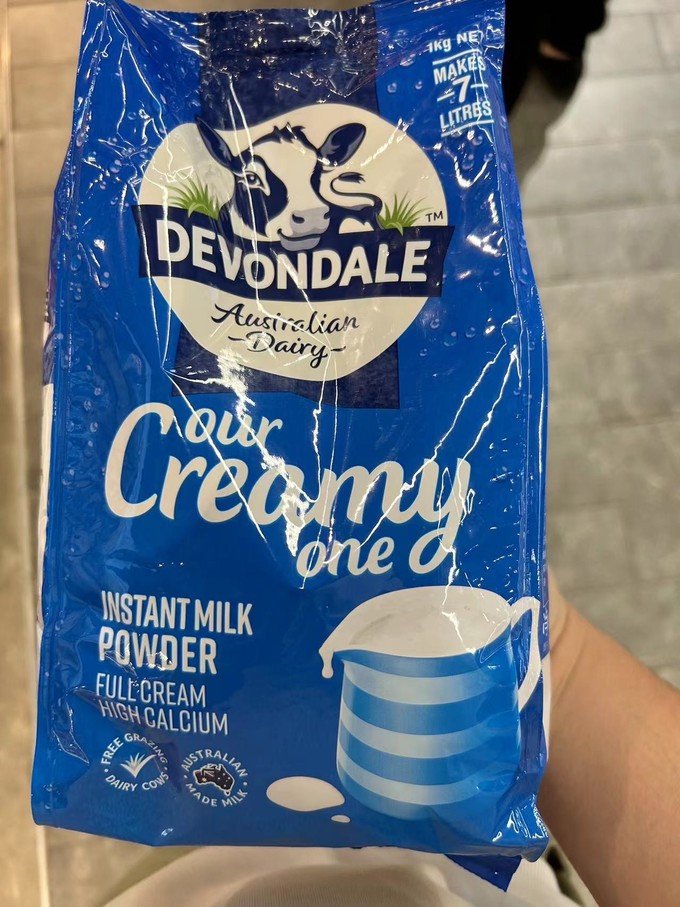 1kg NET
MAKES
~7
LITRES
DEVONDALE™
Australian
Dairy
our
Creamy
one
INSTANT MILK
POWDER
FULL CREAM
HIGH CALCIUM
FREE GRAZING
DAIRY COWS
AUSTRALIAN
MADE MILK